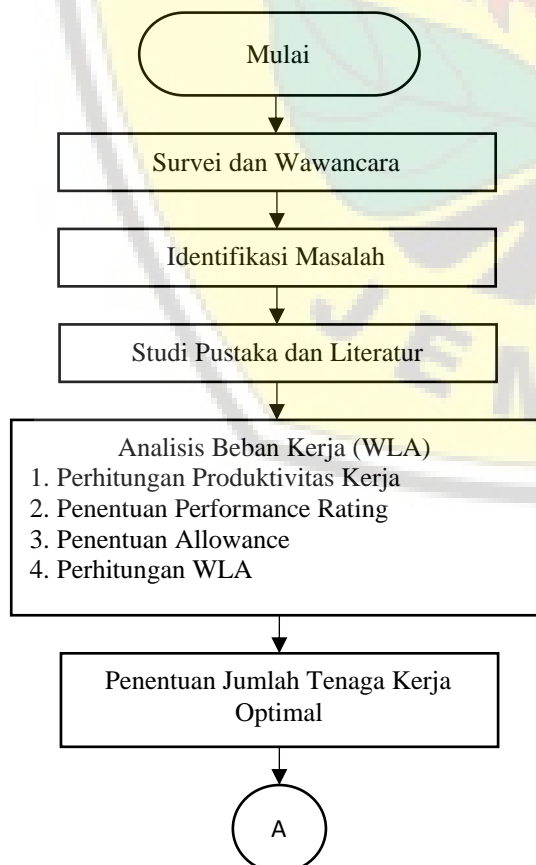 Mulai
Survei dan Wawancara
Identifikasi Masalah
Studi Pustaka dan Literatur
Analisis Beban Kerja (WLA)
1. Perhitungan Produktivitas Kerja
2. Penentuan Performance Rating
3. Penentuan Allowance
4. Perhitungan WLA
Penentuan Jumlah Tenaga Kerja
Optimal
A
J E M